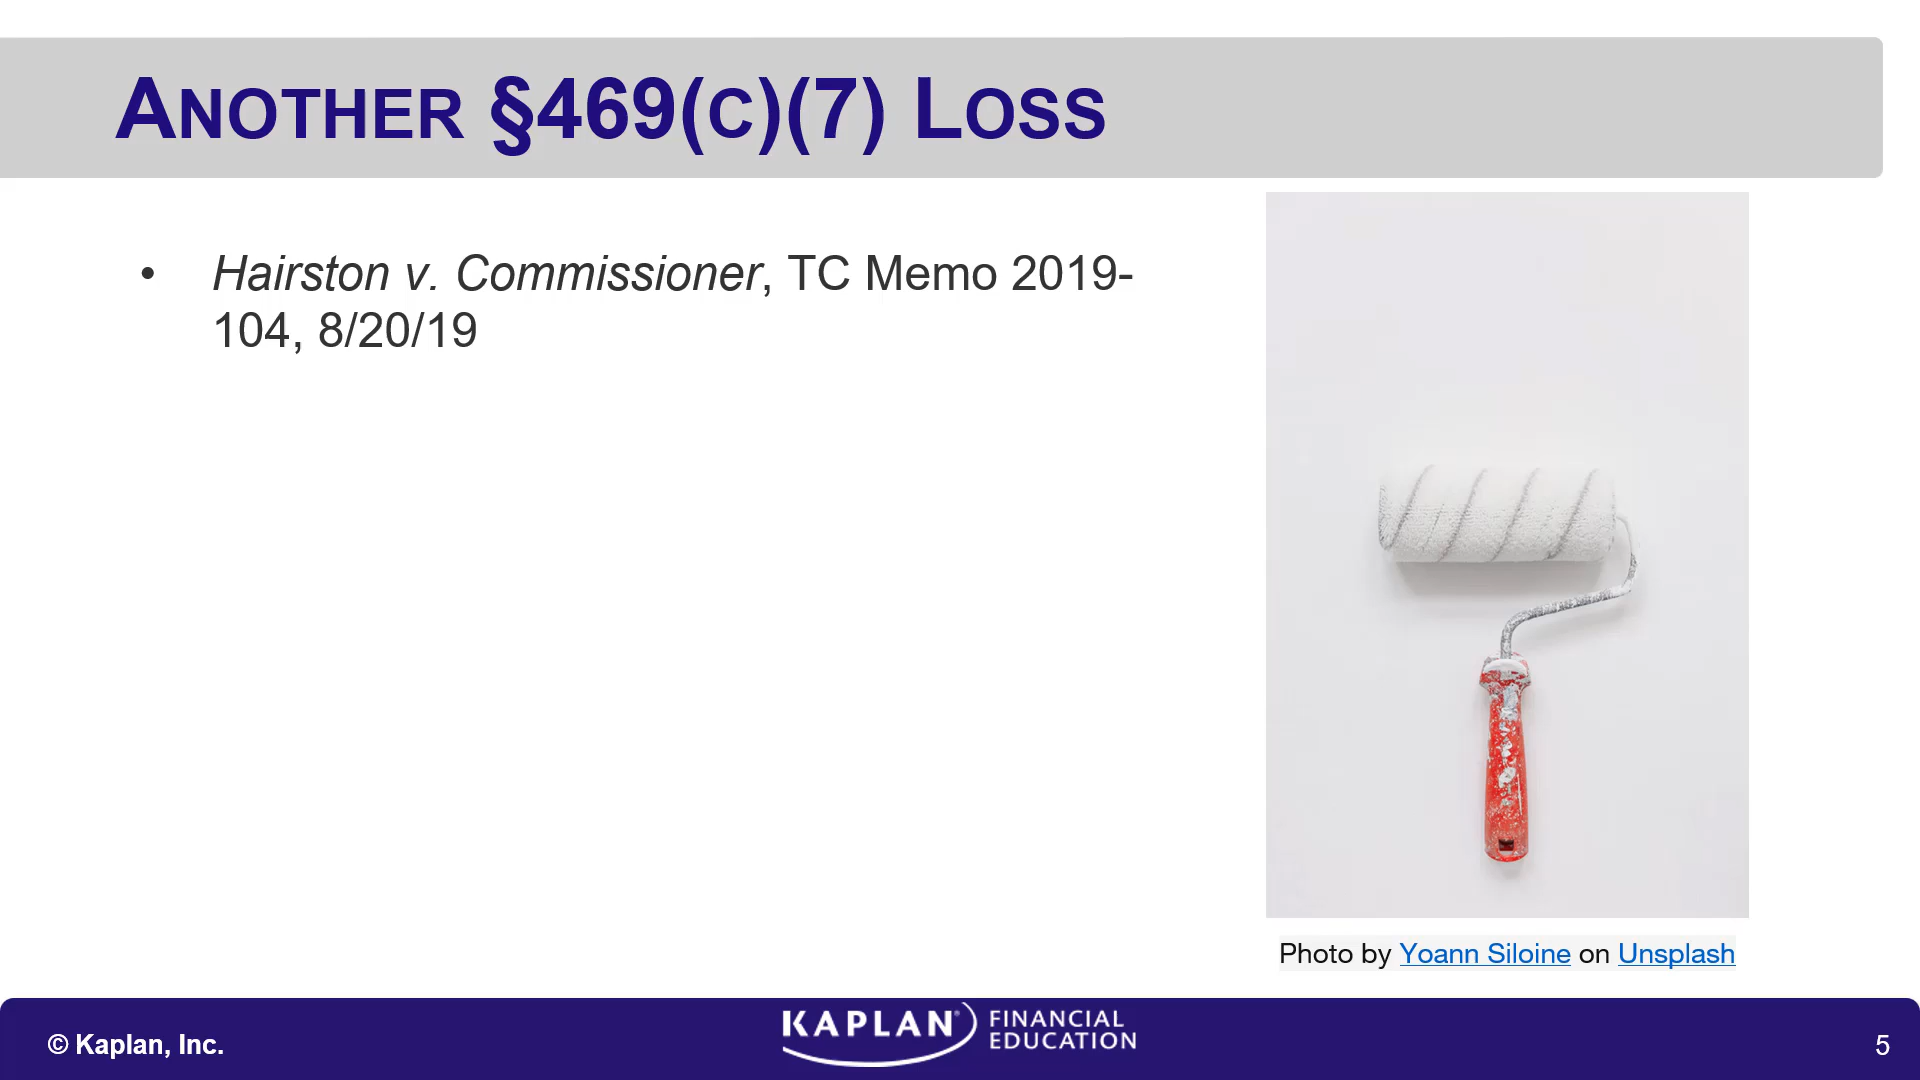 ANOTHER §469(C)(7) LOSS
• Hairston v. Commissioner, TC Memo 2019-
104, 8/20/19
Photo by Yoann Siloine on Unsplash
© Kaplan, Inc.
KAPLAN® FINANCIAL
EDUCATION
5